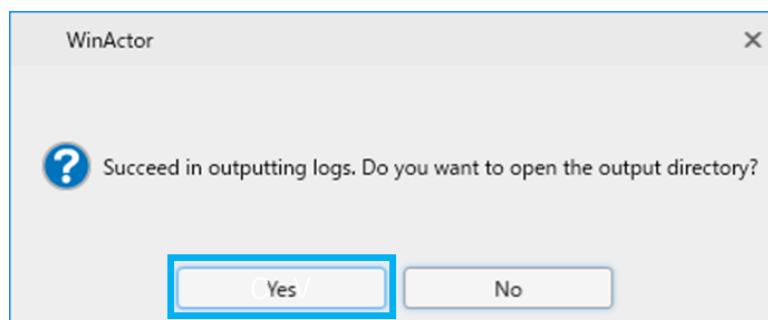 WinActor
Succeed in outputting logs. Do you want to open the output directory?
Yes
No